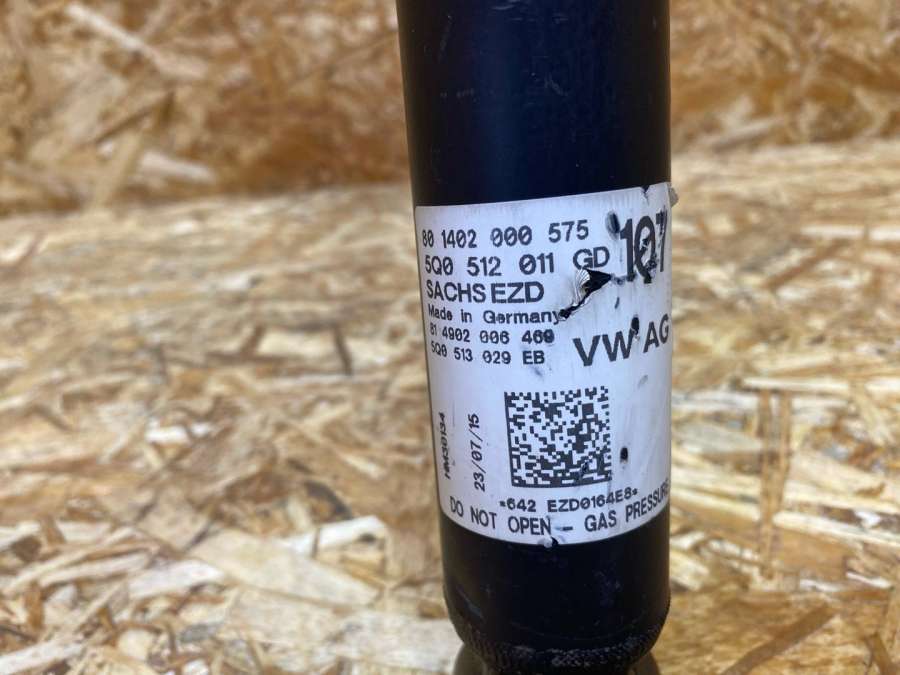 80 1402 000 575
107
5Q0 512 011 GD
SACHS EZD
Made in Germany
81 4902 006 469
5Q0 513 029 EB
VW AG
23/07/15
*642 EZD0164E8*
DO NOT OPEN - GAS PRESSURE